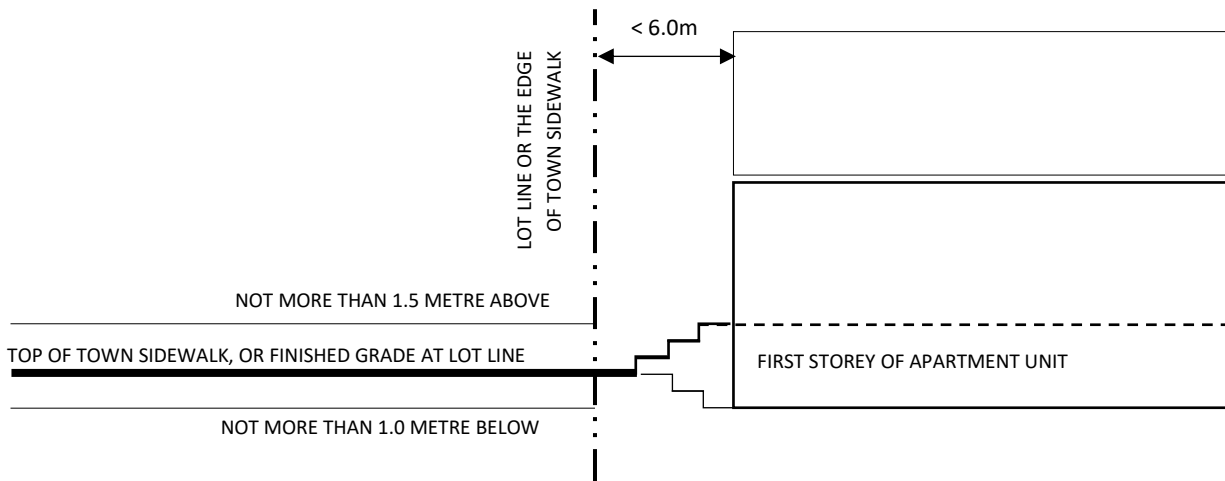 < 6.0m
LOT LINE OR THE EDGE
OF TOWN SIDEWALK
NOT MORE THAN 1.5 METRE ABOVE
TOP OF TOWN SIDEWALK, OR FINISHED GRADE AT LOT LINE
FIRST STOREY OF APARTMENT UNIT
NOT MORE THAN 1.0 METRE BELOW